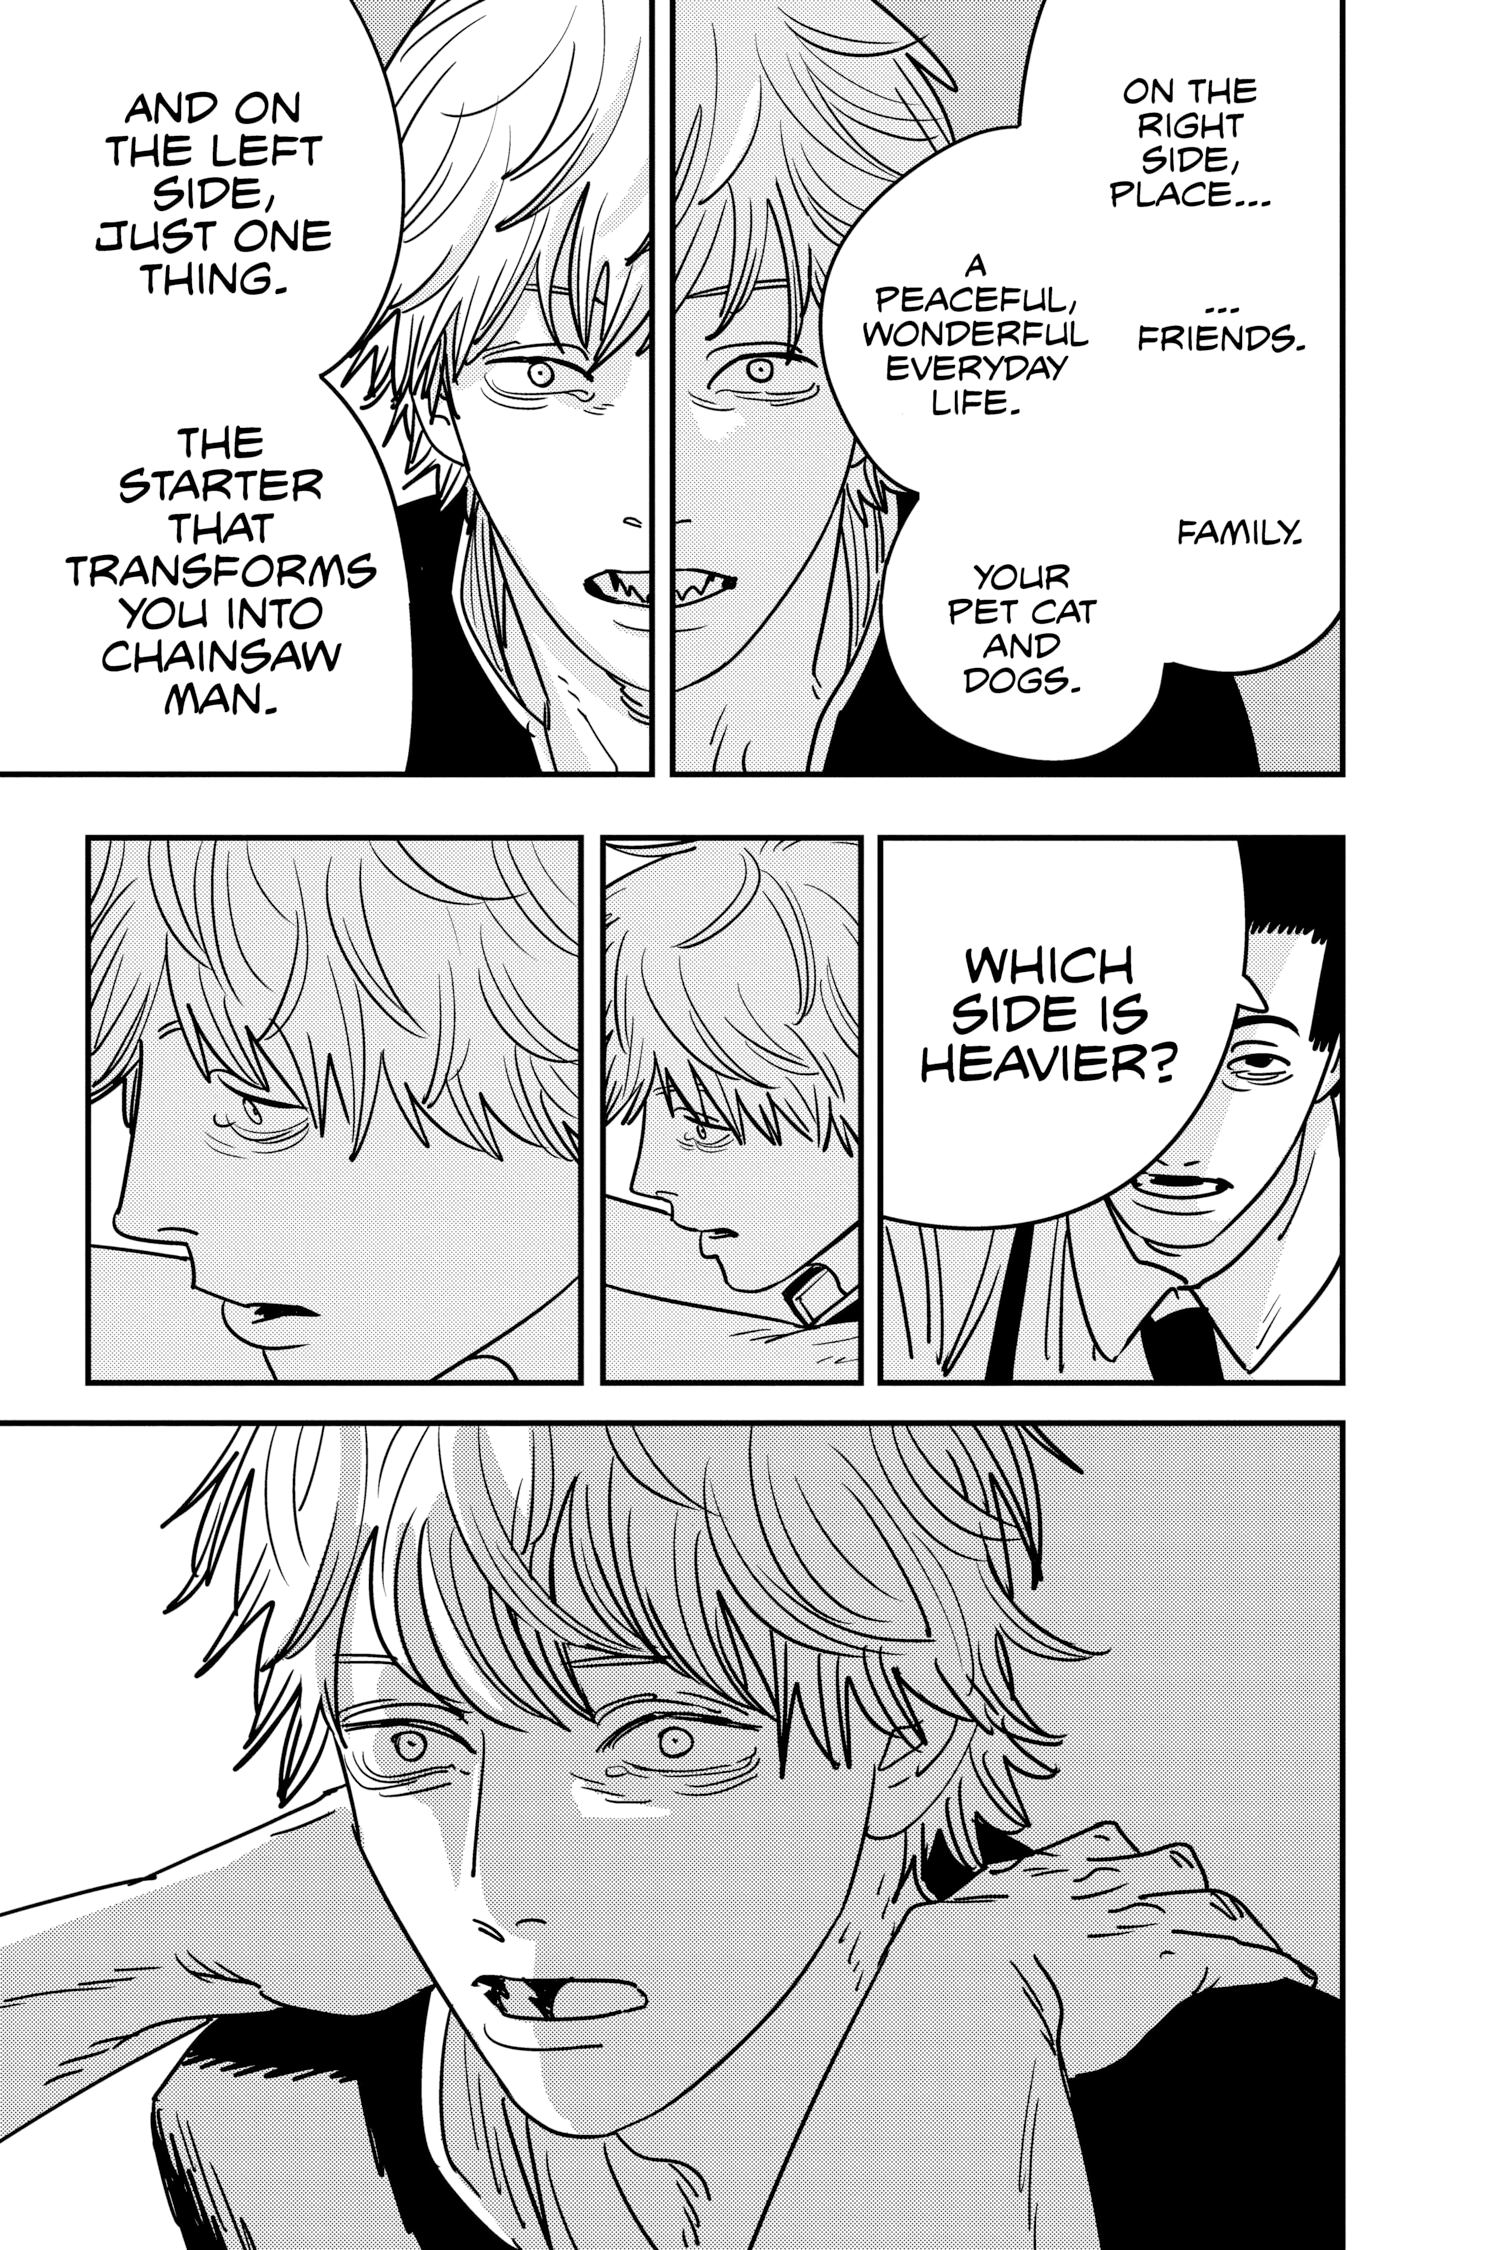 ON THE
RIGHT
SIDE,
PLACE...
...
FRIENDS.
FAMILY.
A
PEACEFUL,
WONDERFUL
EVERYDAY
LIFE.
YOUR
PET CAT
AND
DOGS.
AND ON
THE LEFT
SIDE,
JUST ONE
THING.
THE
STARTER
THAT
TRANSFORMS
YOU INTO
CHAINSAW
MAN.
WHICH
SIDE IS
HEAVIER?